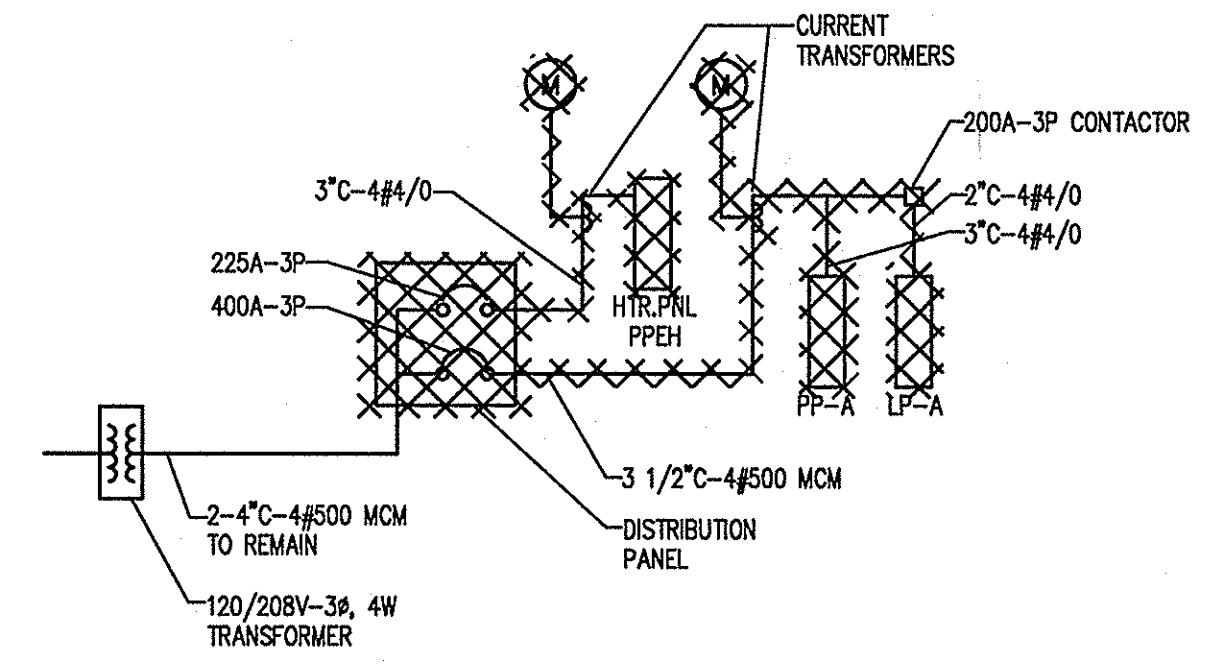 CURRENT
TRANSFORMERS
M
M
200A-3P CONTACTOR
3"C-4#4/0
2"C-4#4/0
3"C-4#4/0
225A-3P
400A-3P
HTR.PNL
PPEH
PP-A
LP-A
3 1/2"C-4#500 MCM
2-4"C-4#500 MCM
TO REMAIN
DISTRIBUTION
PANEL
120/208V-3ø, 4W
TRANSFORMER